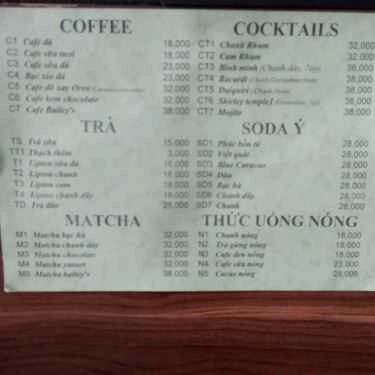 COFFEE
C1 Cafe đá 18,000
C2 Cafe sữa tươi 18,000
C3 Cafe sữa đá 23,000
C4 Bạc xỉu đá 23,000
C5 Cafe đá xay Oreo 32,000
C6 Cafe kem chocolate 32,000
C7 Cafe Bailey's 38,000
TRÀ
TS Trà sữa 15,000
TT1 Thạch thêm 3,000
T1 Lipton sữa đá 18,000
T2 Lipton chanh 18,000
T3 Lipton cam 18,000
T4 Lipton chanh dây 18,000
TD Trà đào
MATCHA
M1 Matcha bạc hà 32,000
M2 Matcha chanh dây 32,000
M3 Matcha chocolate 32,000
M4 Matcha yaourt 32,000
M5 Matcha bailey's 38,000
COCKTAILS
CT1 Chanh Rhum 32,000
CT2 Cam Rhum 32,000
CT3 Bình minh (Chanh dây, 38,000
CT4 Bacardi 38,000
CT5 Daiquiri 38,000
CT6 Shirley temple1 38,000
CT7 Mojito 38,000
SODA Ý
SD1 Phúc bồn tử 28,000
SD2 Việt quất 28,000
SD3 Blue Curacao 28,000
SD4 Dâu 28,000
SD5 Bạc hà 28,000
SD6 Chanh dây 28,000
SD7 Chanh 28,000
THỨC UỐNG NÓNG
N1 Chanh nóng 18,000
N2 Trà gừng nóng 18,000
N3 Cafe đen nóng 18,000
N4 Cafe sữa nóng 23,000
N5 Cacao nóng 28,000